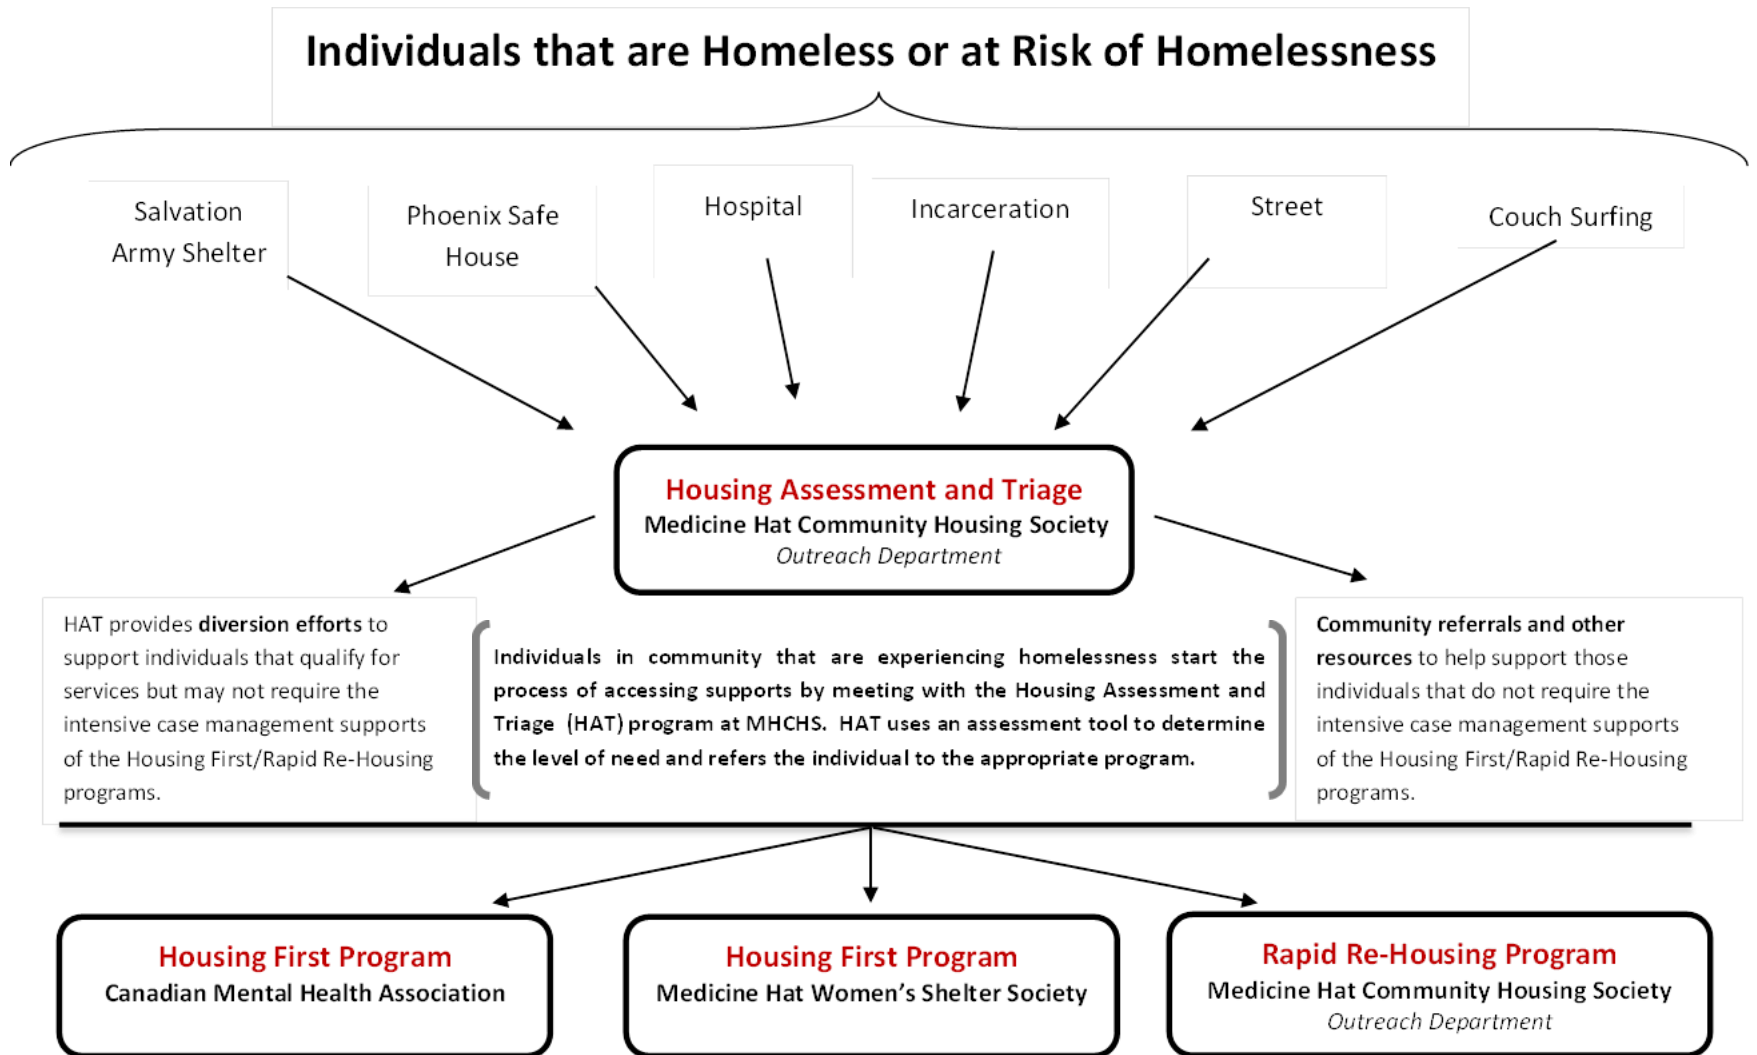 Individuals that are Homeless or at Risk of Homelessness
Salvation
Army Shelter
Phoenix Safe
House
Hospital
Incarceration
Street
Couch Surfing
Housing Assessment and Triage
Medicine Hat Community Housing Society
Outreach Department
HAT provides diversion efforts to
support individuals that qualify for
services but may not require the
intensive case management supports
of the Housing First/Rapid Re-Housing
programs.
Individuals in community that are experiencing homelessness start the
process of accessing supports by meeting with the Housing Assessment and
Triage (HAT) program at MHCHS. HAT uses an assessment tool to determine
the level of need and refers the individual to the appropriate program.
Community referrals and other
resources to help support those
individuals that do not require the
intensive case management supports
of the Housing First/Rapid Re-Housing
programs.
Housing First Program
Canadian Mental Health Association
Housing First Program
Medicine Hat Women's Shelter Society
Rapid Re-Housing Program
Medicine Hat Community Housing Society
Outreach Department